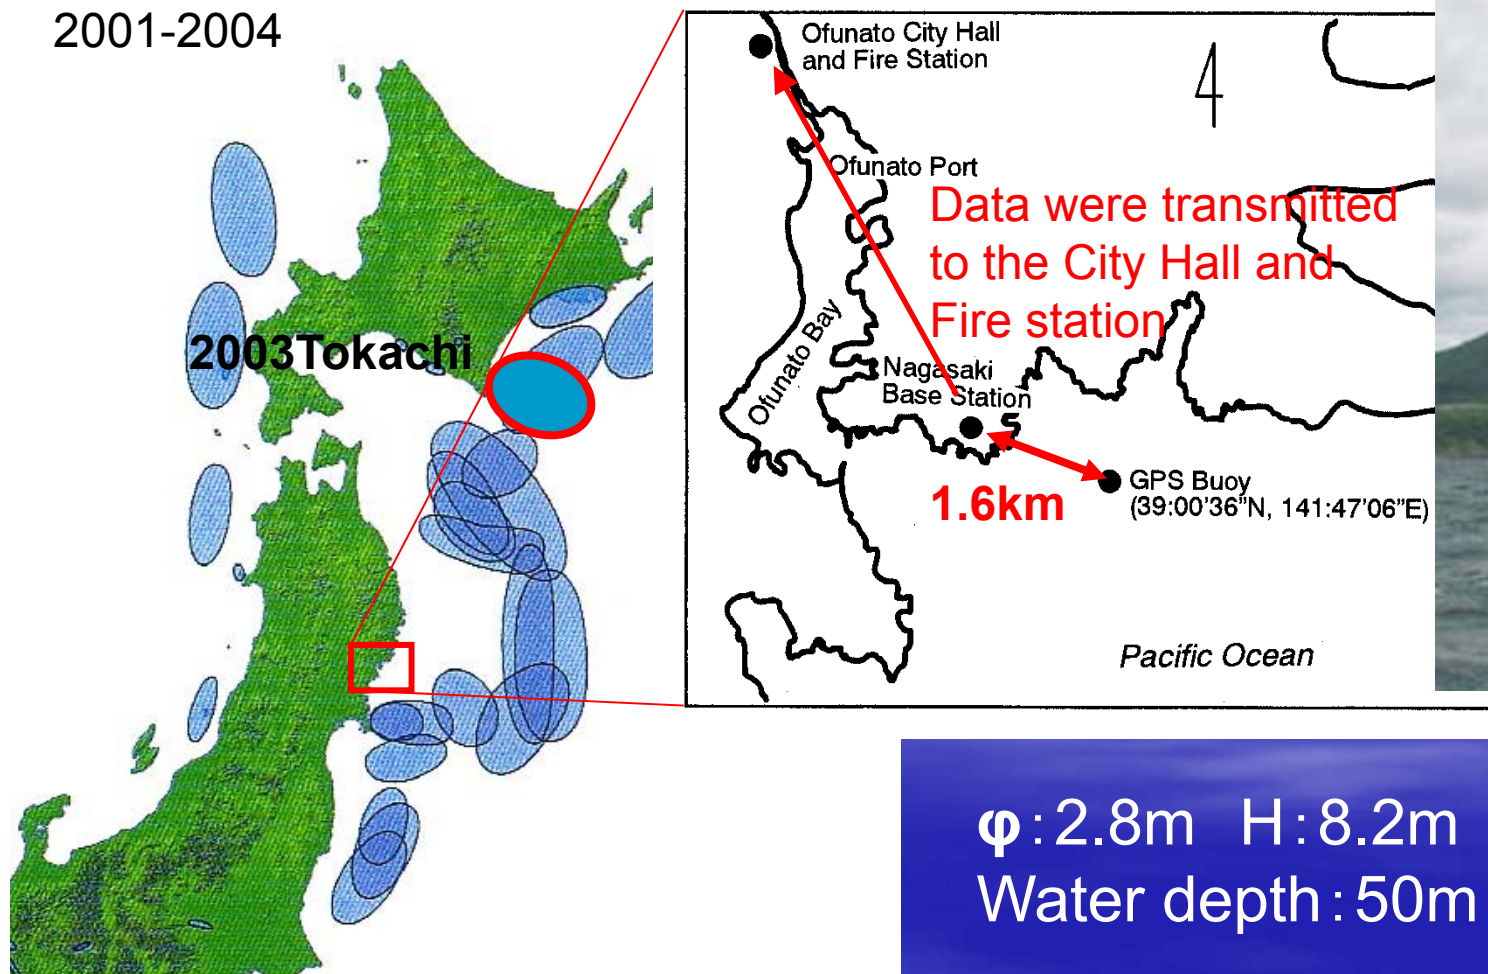 2001-2004
2003Tokachi
Ofunato City Hall
and Fire Station
4
Ofunato Port
Data were transmitted
to the City Hall and
Fire station
Ofunato Bay
Nagasaki
Base Station
1.6km
GPS Buoy
(39:00'36"N, 141:47'06"E)
Pacific Ocean
φ:2.8m H:8.2m
Water depth:50m